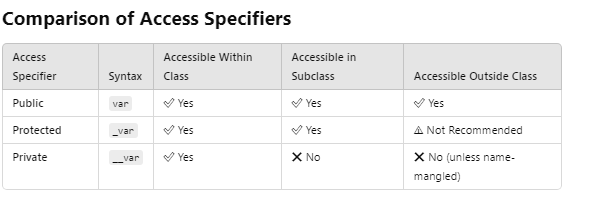 Comparison of Access Specifiers
Access Specifier | Syntax | Accessible Within Class | Accessible in Subclass | Accessible Outside Class
Public | var | ✅ Yes | ✅ Yes | ✅ Yes
Protected | _var | ✅ Yes | ✅ Yes | ⚠ Not Recommended
Private | __var | ✅ Yes | ❌ No | ❌ No (unless name-mangled)